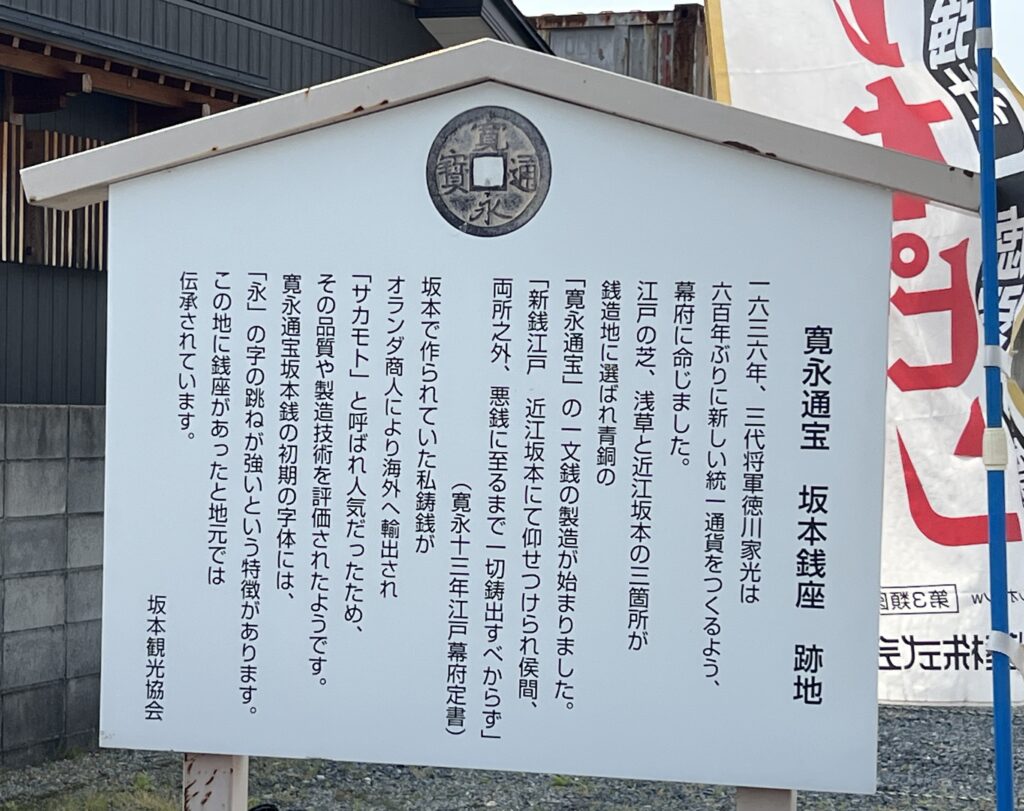 寛永通寳
寛永通宝　坂本銭座　跡地
一六三六年、三代将軍徳川家光は
六百年ぶりに新しい統一通貨をつくるよう、
幕府に命じました。
江戸の芝、浅草と近江坂本の三箇所が
銭造地に選ばれ青銅の
「寛永通宝」の一文銭の製造が始まりました。
「新銭江戸　近江坂本にて仰せつけられ侯間、
両所之外、悪銭に至るまで一切鋳出すべからず」
（寛永十三年江戸幕府定書）
坂本で作られていた私鋳銭が
オランダ商人により海外へ輸出され
「サカモト」と呼ばれ人気だったため、
その品質や製造技術を評価されたようです。
寛永通宝坂本銭の初期の字体には、
「永」の字の跳ねが強いという特徴があります。
この地に銭座があったと地元では
伝承されています。
坂本観光協会
第3類
株式会